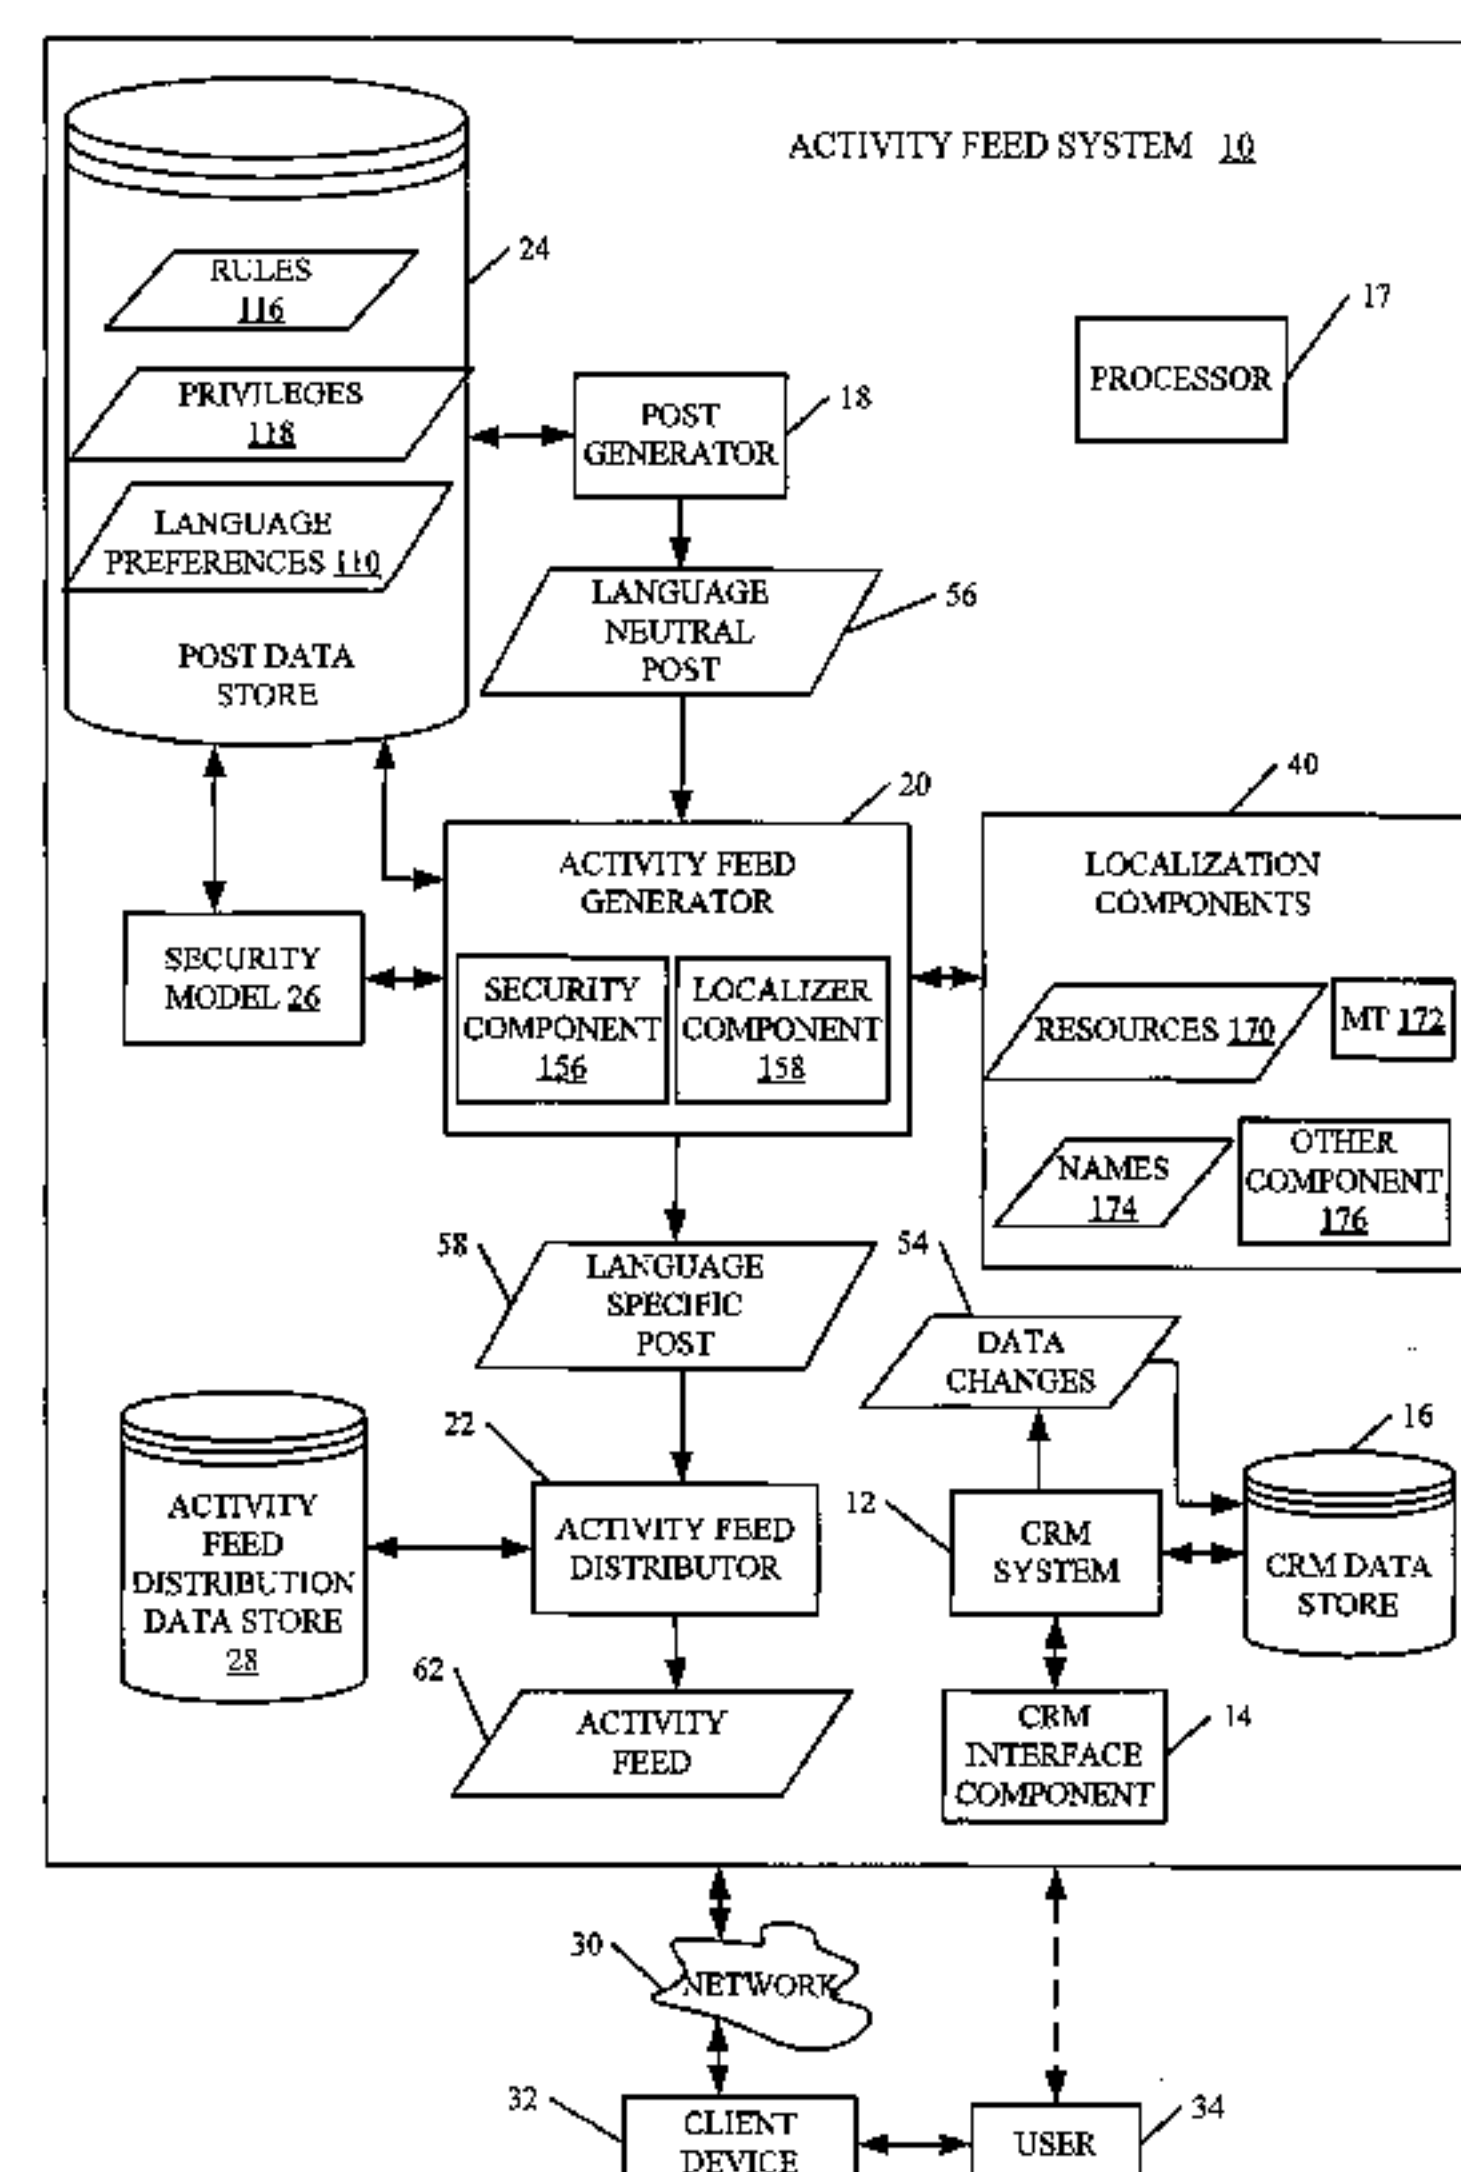 ACTIVITY FEED SYSTEM 10
24
RULES
116
17
PROCESSOR
PRIVILEGES
118
18
POST
GENERATOR
LANGUAGE
PREFERENCES 110
LANGUAGE
NEUTRAL
POST
56
POST DATA
STORE
20
40
ACTIVITY FEED
GENERATOR
LOCALIZATION
COMPONENTS
SECURITY
MODEL 26
SECURITY
COMPONENT
156
LOCALIZER
COMPONENT
158
RESOURCES 170
MT 172
NAMES
174
OTHER
COMPONENT
176
58
LANGUAGE
SPECIFIC
POST
54
DATA
CHANGES
22
16
ACTIVITY
FEED
DISTRIBUTION
DATA STORE
28
ACTIVITY FEED
DISTRIBUTOR
12
CRM
SYSTEM
CRM DATA
STORE
62
ACTIVITY
FEED
CRM
INTERFACE
COMPONENT
14
30
NETWORK
32
CLIENT
DEVICE
USER
34